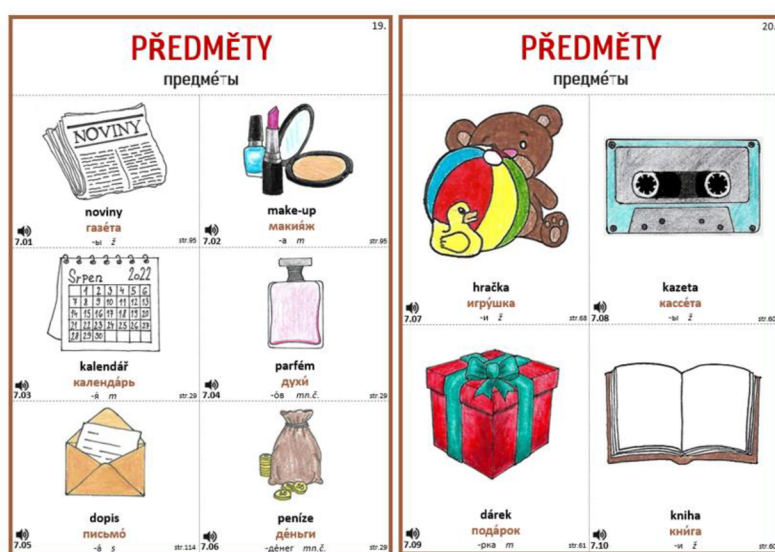 19.
PŘEDMĚTY
предме́ты
NOVINY
noviny
газе́та
7.01 -ы ž str.95
make-up
макия́ж
7.02 -а m str.95
Srpen 2022
1 2 3 4 5 6
7 8 9 10 11 12 13
14 15 16 17 18 19 20
21 22 23 24 25 26 27
28 29 30
kalendář
календа́рь
7.03 -я́ m str.29
parfém
духи́
7.04 -о́в mn.č. str.29
dopis
письмо́
7.05 -а́ s str.114
peníze
де́ньги
7.06 -де́нег mn.č. str.29
20.
PŘEDMĚTY
предме́ты
hračka
игру́шка
7.07 -и ž str.68
kazeta
кассе́та
7.08 -ы ž str.60
dárek
пода́рок
7.09 -рка m str.61
kniha
кни́га
7.10 -и ž str.60